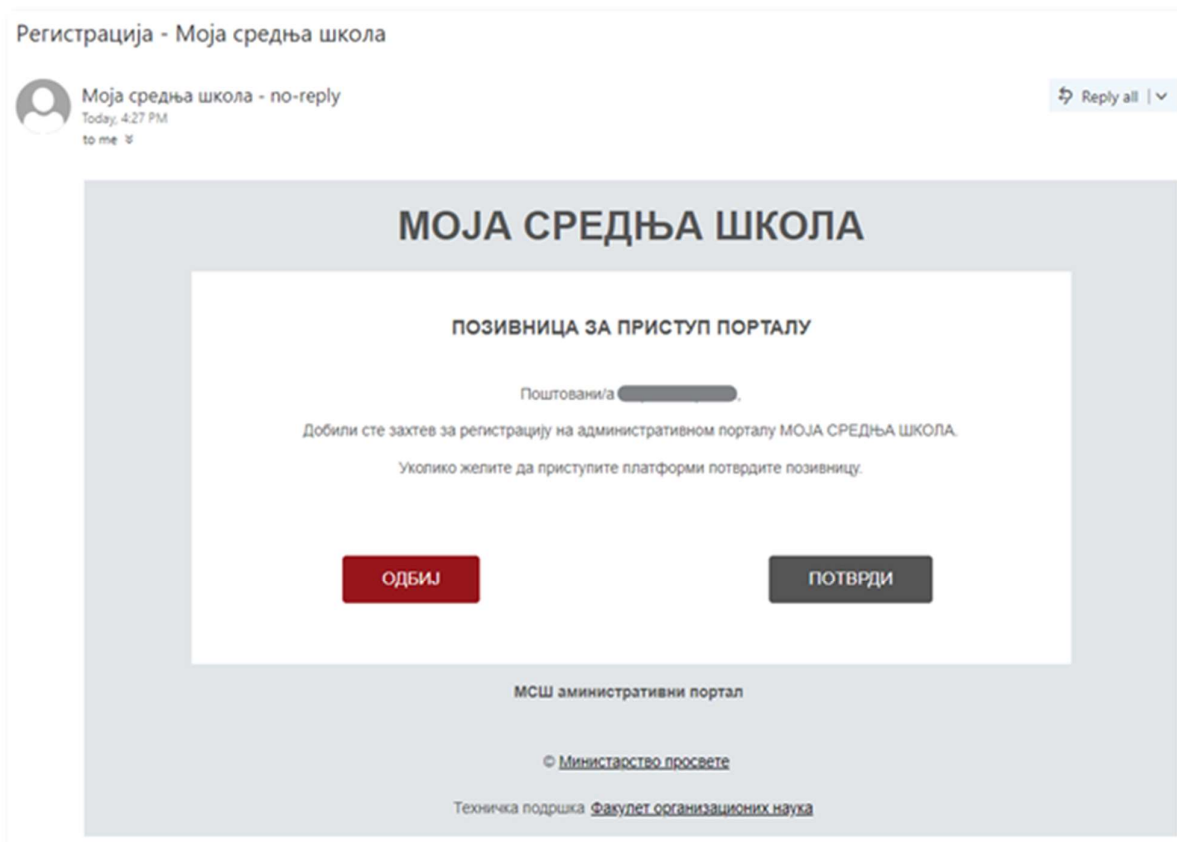 Регистрација - Моја средња школа
Моја средња школа - no-reply
Reply all
Today, 4:27 PM
to me
МОЈА СРЕДЊА ШКОЛА
ПОЗИВНИЦА ЗА ПРИСТУП ПОРТАЛУ
Поштовани/а ,
Добили сте захтев за регистрацију на административном порталу МОЈА СРЕДЊА ШКОЛА.
Уколико желите да приступите платформи потврдите позивницу.
ОДБИЈ
ПОТВРДИ
МСШ аминистративни портал
© Министарство просвете
Техничка подршка Факултет организационих наука